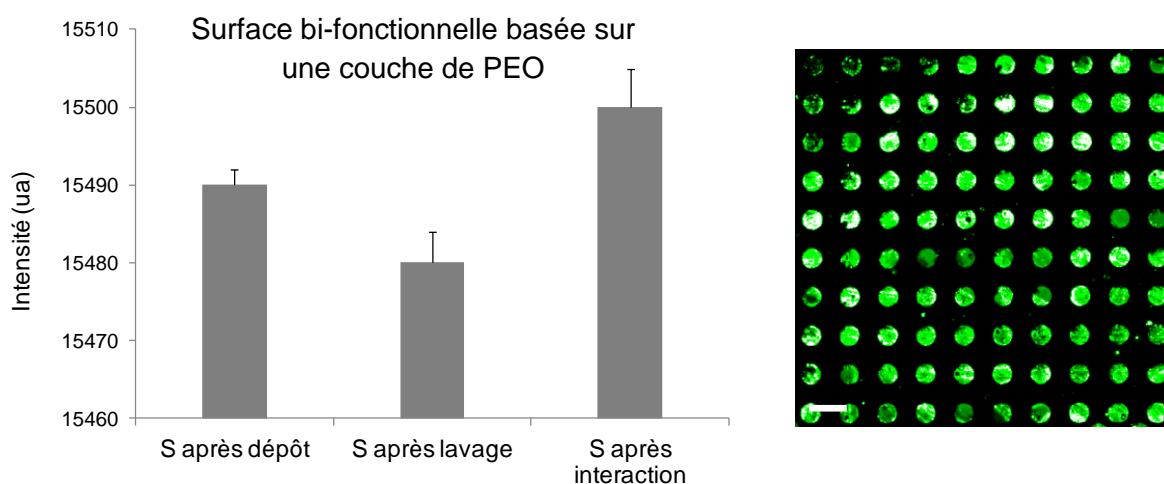 Surface bi-fonctionnelle basée sur
une couche de PEO
Intensité (ua)
15510
15500
15490
15480
15470
15460
S après dépôt
S après lavage
S après
interaction